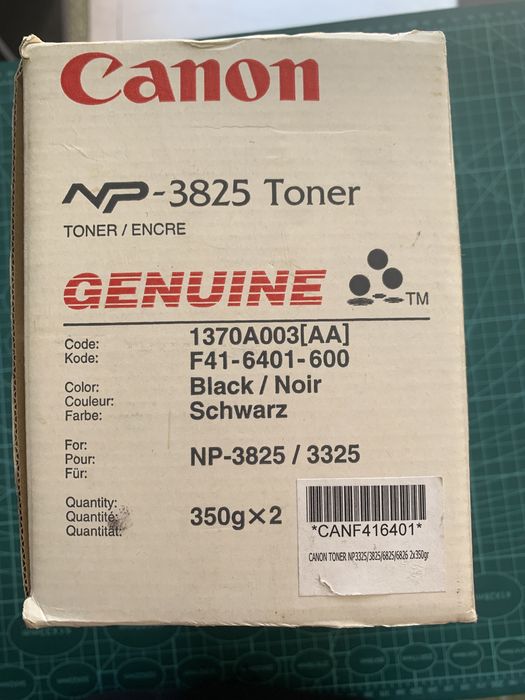 Canon
NP-3825 Toner
TONER / ENCRE
GENUINE TM
Code: 1370A003[AA]
Kode: F41-6401-600
Color: Black / Noir
Couleur:
Farbe: Schwarz
For:
Pour: NP-3825 / 3325
Für:
Quantity:
Quantité: 350g×2
Quantität:
*CANF416401*
CANON TONER NP3325/3825/6825/6826 2x350gr